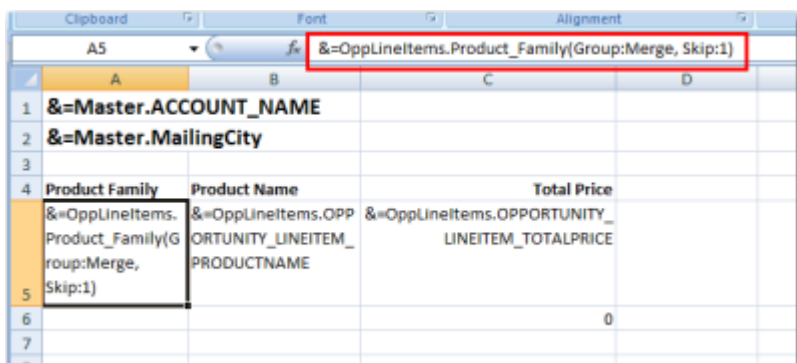 Clipboard Font Alignment
A5 fx &=OppLineItems.Product_Family(Group:Merge, Skip:1)
A B C D
1 &=Master.ACCOUNT_NAME
2 &=Master.MailingCity
3
4 Product Family Product Name Total Price
&=OppLineItems. &=OppLineItems.OPP &=OppLineItems.OPPORTUNITY_
Product_Family(G ORTUNITY_LINEITEM_ LINEITEM_TOTALPRICE
roup:Merge, PRODUCTNAME
5 Skip:1)
6 0
7